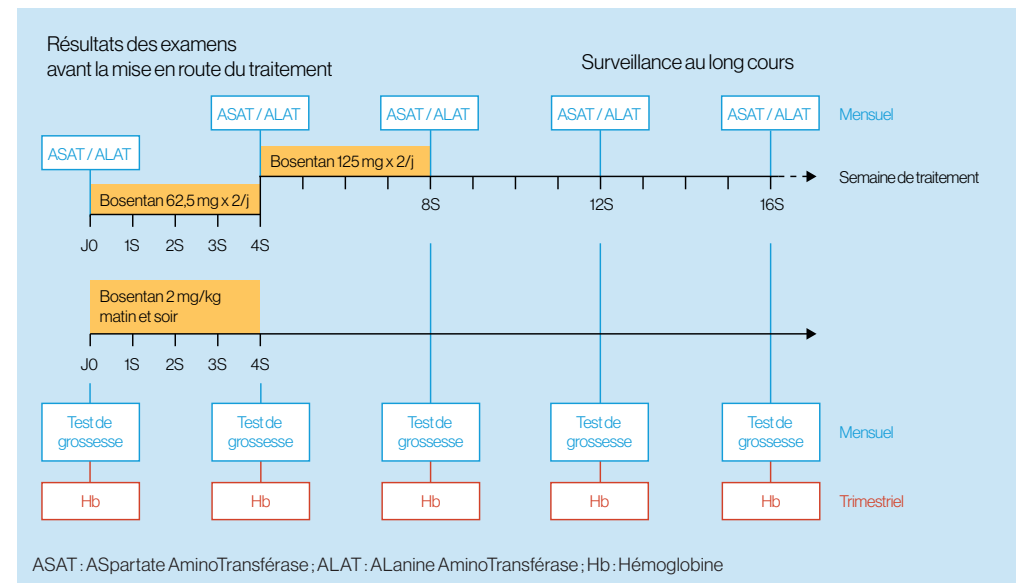 Résultats des examens
avant la mise en route du traitement
Surveillance au long cours
ASAT / ALAT
ASAT / ALAT
ASAT / ALAT
ASAT / ALAT
ASAT / ALAT
Mensuel
Bosentan 62,5 mg x 2/j
Bosentan 125 mg x 2/j
Semaine de traitement
J0 1S 2S 3S 4S 8S 12S 16S
Bosentan 2 mg/kg
matin et soir
J0 1S 2S 3S 4S
Test de
grossesse
Test de
grossesse
Test de
grossesse
Test de
grossesse
Test de
grossesse
Mensuel
Hb
Hb
Hb
Hb
Hb
Trimestriel
ASAT : ASpartate AminoTransférase ; ALAT : ALanine AminoTransférase ; Hb : Hémoglobine